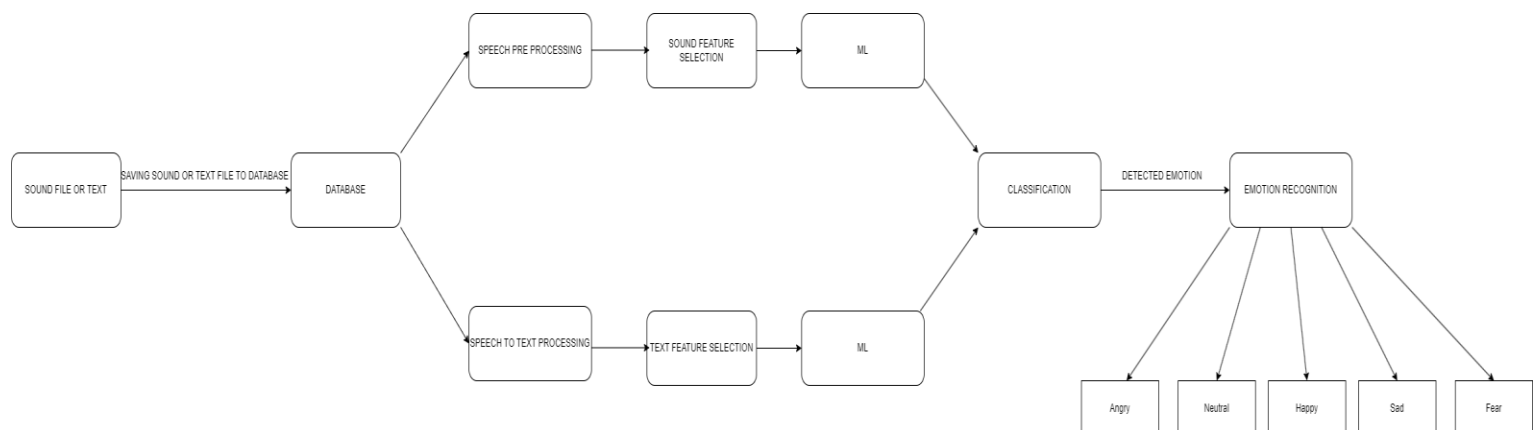 SPEECH PRE PROCESSING
SOUND FEATURE
SELECTION
ML
SOUND FILE OR TEXT
SAVING SOUND OR TEXT FILE TO DATABASE
DATABASE
CLASSIFICATION
DETECTED EMOTION
EMOTION RECOGNITION
SPEECH TO TEXT PROCESSING
TEXT FEATURE SELECTION
ML
Angry
Neutral
Happy
Sad
Fear